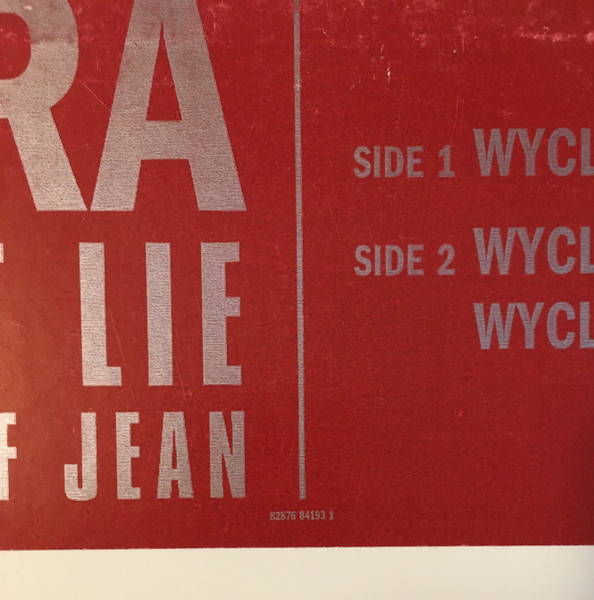 RA
T LIE
F JEAN
SIDE 1 WYCL
SIDE 2 WYCL
WYCL
82876 84193 1